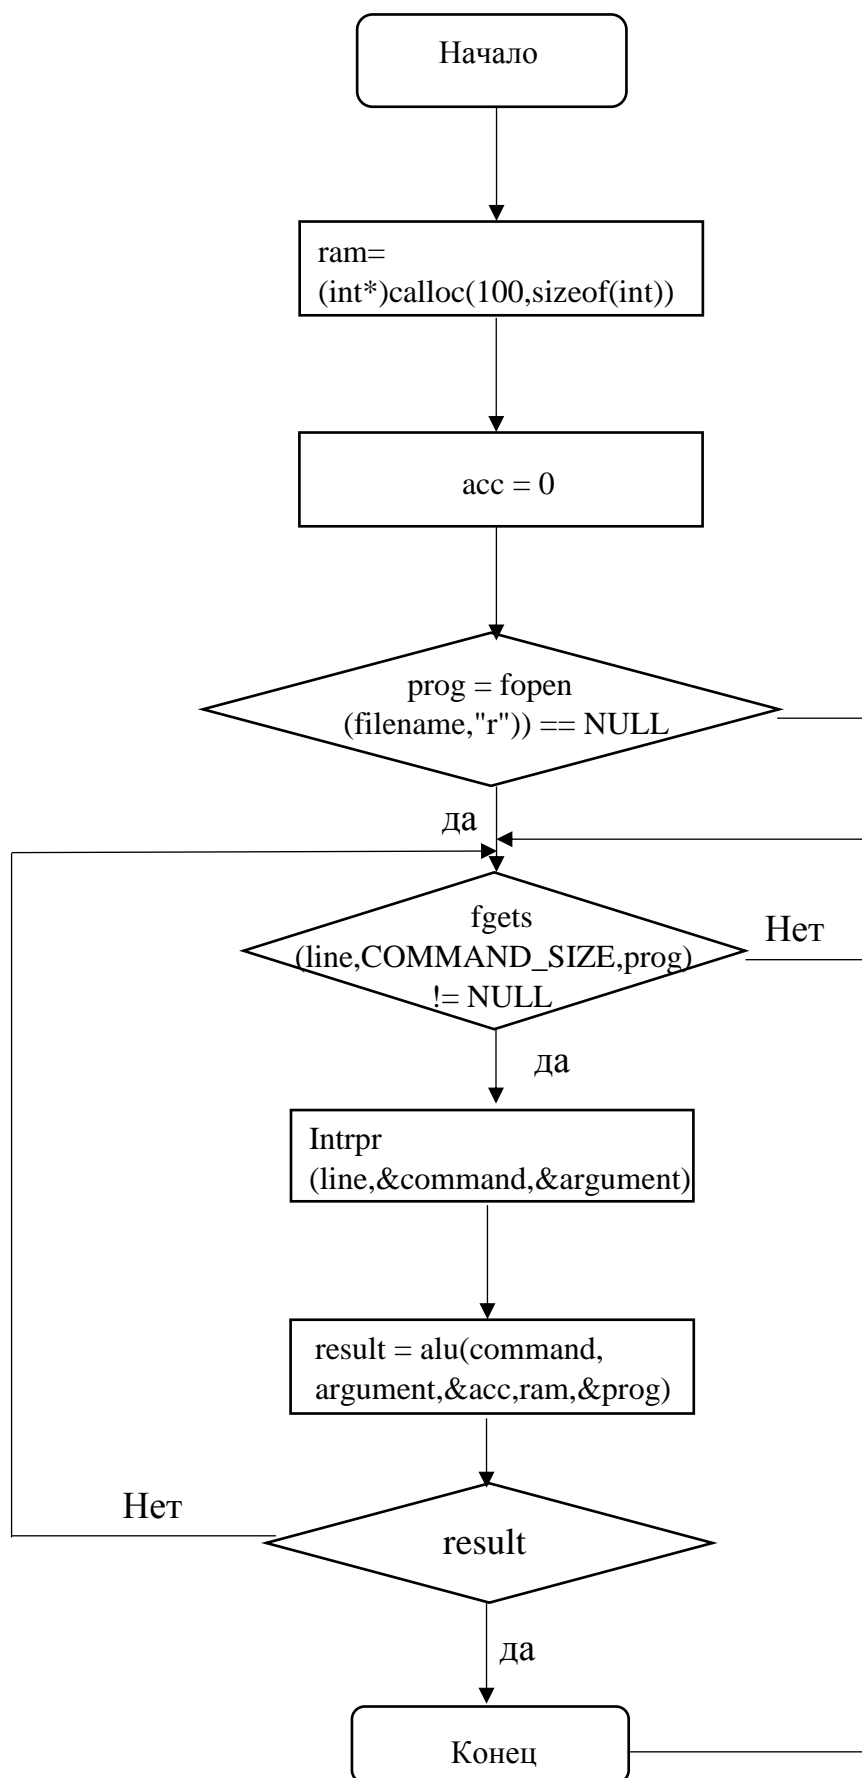 Начало
ram=
(int*)calloc(100,sizeof(int))
acc = 0
prog = fopen
(filename,"r")) == NULL
да
fgets
(line,COMMAND_SIZE,prog)
!= NULL
Нет
да
Intrpr
(line,&command,&argument)
result = alu(command,
argument,&acc,ram,&prog)
Нет
result
да
Конец